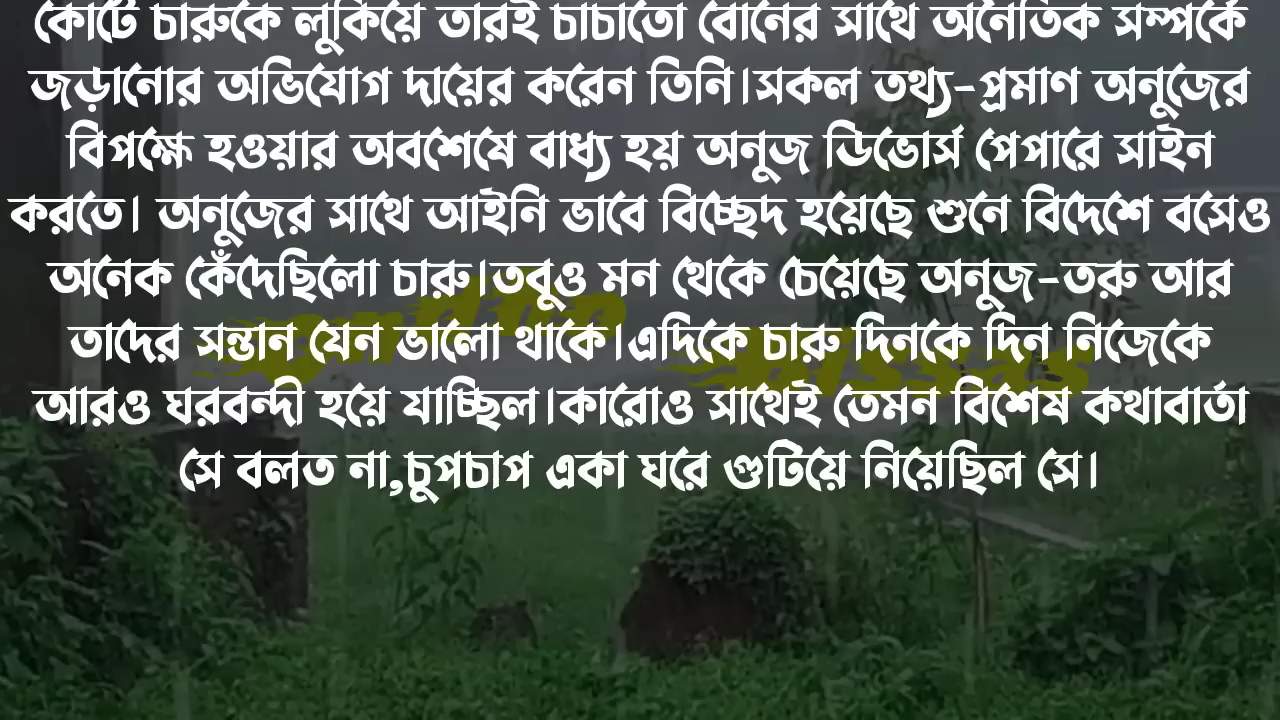 কোর্টে চারুকে লুকিয়ে তারই চাচাতো বোনের সাথে অনৈতিক সম্পর্কে
জড়ানোর অভিযোগ দায়ের করেন তিনি।সকল তথ্য-প্রমাণ অনুজের
বিপক্ষে হওয়ার অবশেষে বাধ্য হয় অনুজ ডিভোর্স পেপারে সাইন
করতে। অনুজের সাথে আইনি ভাবে বিচ্ছেদ হয়েছে শুনে বিদেশে বসেও
অনেক কেঁদেছিলো চারু।তবুও মন থেকে চেয়েছে অনুজ-তরু আর
তাদের সন্তান যেন ভালো থাকে।এদিকে চারু দিনকে দিন নিজেকে
আরও ঘরবন্দী হয়ে যাচ্ছিল।কারোও সাথেই তেমন বিশেষ কথাবার্তা
সে বলত না,চুপচাপ একা ঘরে গুটিয়ে নিয়েছিল সে।